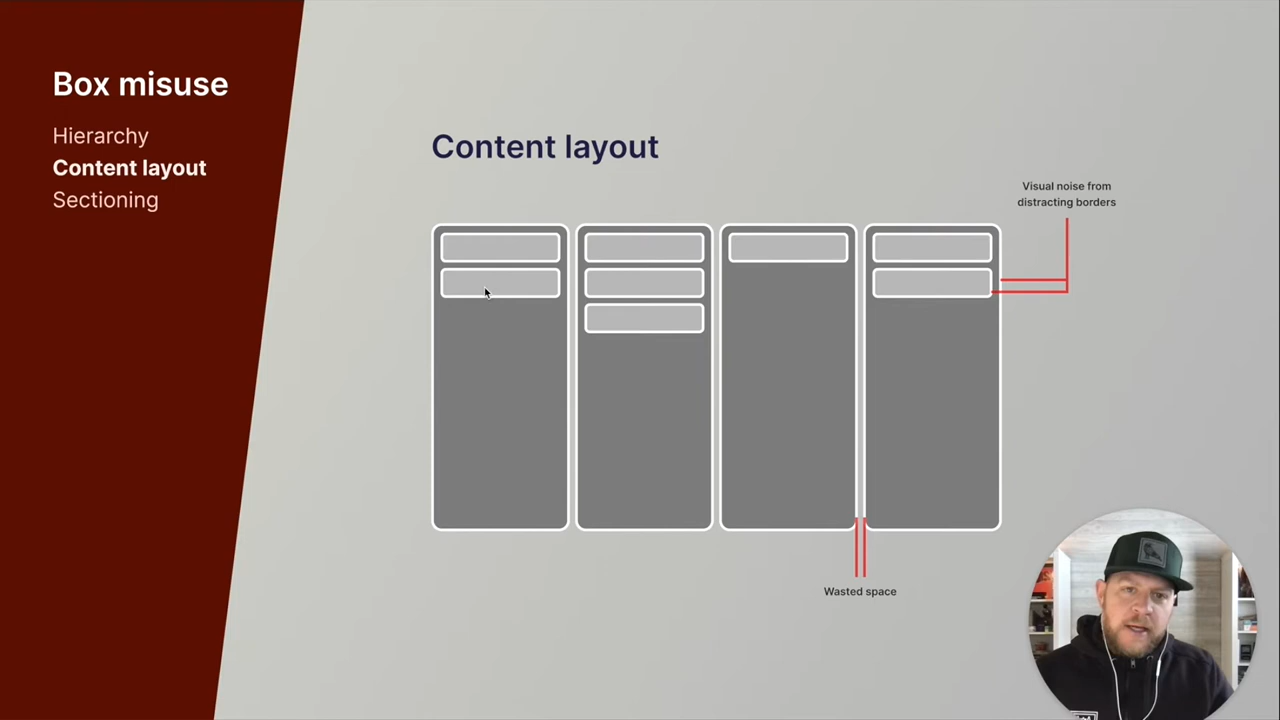 Box misuse
Hierarchy
Content layout
Sectioning
Content layout
Visual noise from
distracting borders
Wasted space